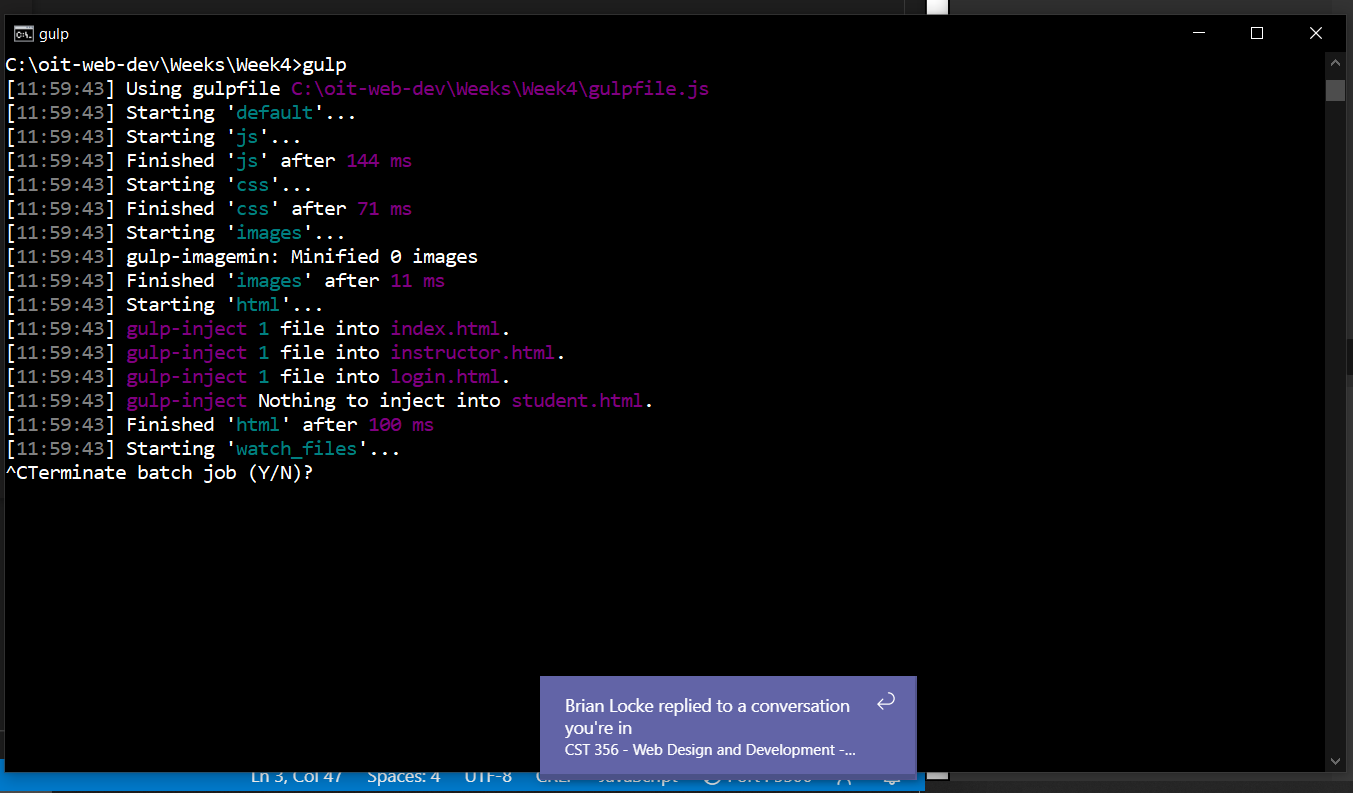 gulp
C:\oit-web-dev\Weeks\Week4>gulp
[11:59:43] Using gulpfile C:\oit-web-dev\Weeks\Week4\gulpfile.js
[11:59:43] Starting 'default'...
[11:59:43] Starting 'js'...
[11:59:43] Finished 'js' after 144 ms
[11:59:43] Starting 'css'...
[11:59:43] Finished 'css' after 71 ms
[11:59:43] Starting 'images'...
[11:59:43] gulp-imagemin: Minified 0 images
[11:59:43] Finished 'images' after 11 ms
[11:59:43] Starting 'html'...
[11:59:43] gulp-inject 1 file into index.html.
[11:59:43] gulp-inject 1 file into instructor.html.
[11:59:43] gulp-inject 1 file into login.html.
[11:59:43] gulp-inject Nothing to inject into student.html.
[11:59:43] Finished 'html' after 100 ms
[11:59:43] Starting 'watch_files'...
^CTerminate batch job (Y/N)?
Brian Locke replied to a conversation
you're in
CST 356 - Web Design and Development -...
Ln 3, Col 47 Spaces: 4 UTF-8 CRLF JavaScript